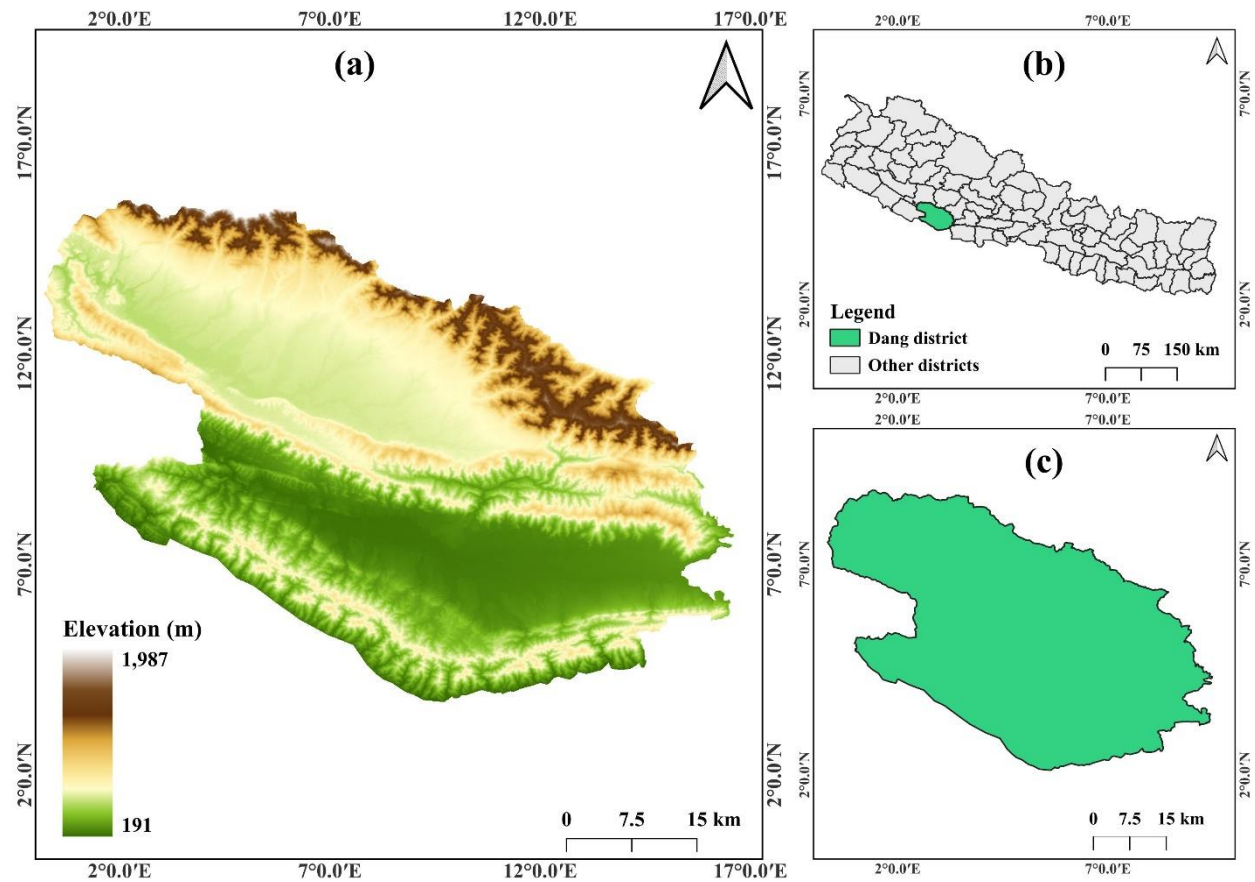 2°0.0′E 7°0.0′E 12°0.0′E 17°0.0′E
(a)
17°0.0′N 17°0.0′N
12°0.0′N 12°0.0′N
7°0.0′N 7°0.0′N
2°0.0′N 2°0.0′N
Elevation (m)
1,987
191
0 7.5 15 km
2°0.0′E 7°0.0′E 12°0.0′E 17°0.0′E
2°0.0′E 7°0.0′E
(b)
7°0.0′N 7°0.0′N
2°0.0′N 2°0.0′N
Legend
Dang district
Other districts
0 75 150 km
2°0.0′E 7°0.0′E
2°0.0′E 7°0.0′E
(c)
7°0.0′N 7°0.0′N
2°0.0′N 2°0.0′N
0 7.5 15 km
2°0.0′E 7°0.0′E